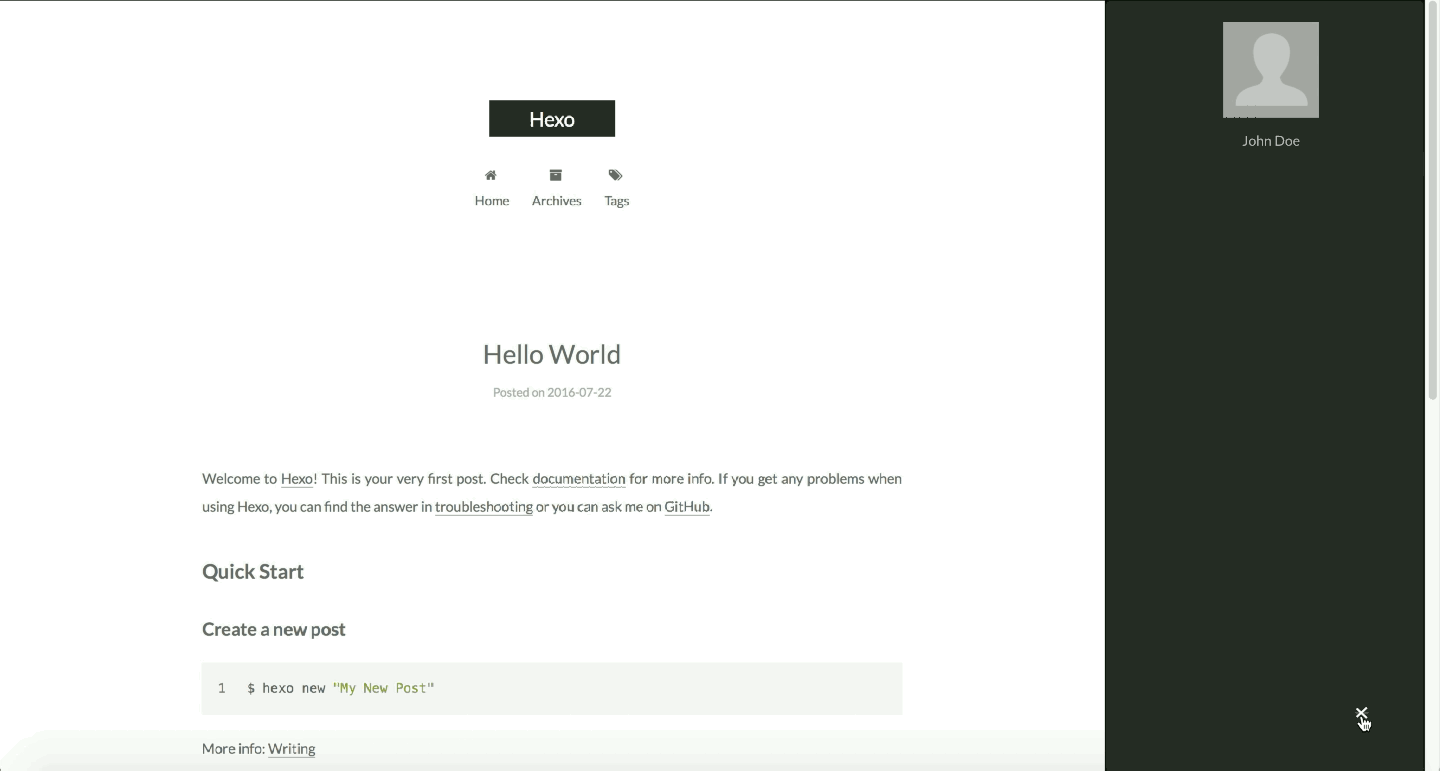 Hexo
Home Archives Tags
John Doe
Hello World
Posted on 2016-07-22
Welcome to Hexo! This is your very first post. Check documentation for more info. If you get any problems when
using Hexo, you can find the answer in troubleshooting or you can ask me on GitHub.
Quick Start
Create a new post
1 $ hexo new "My New Post"
More info: Writing